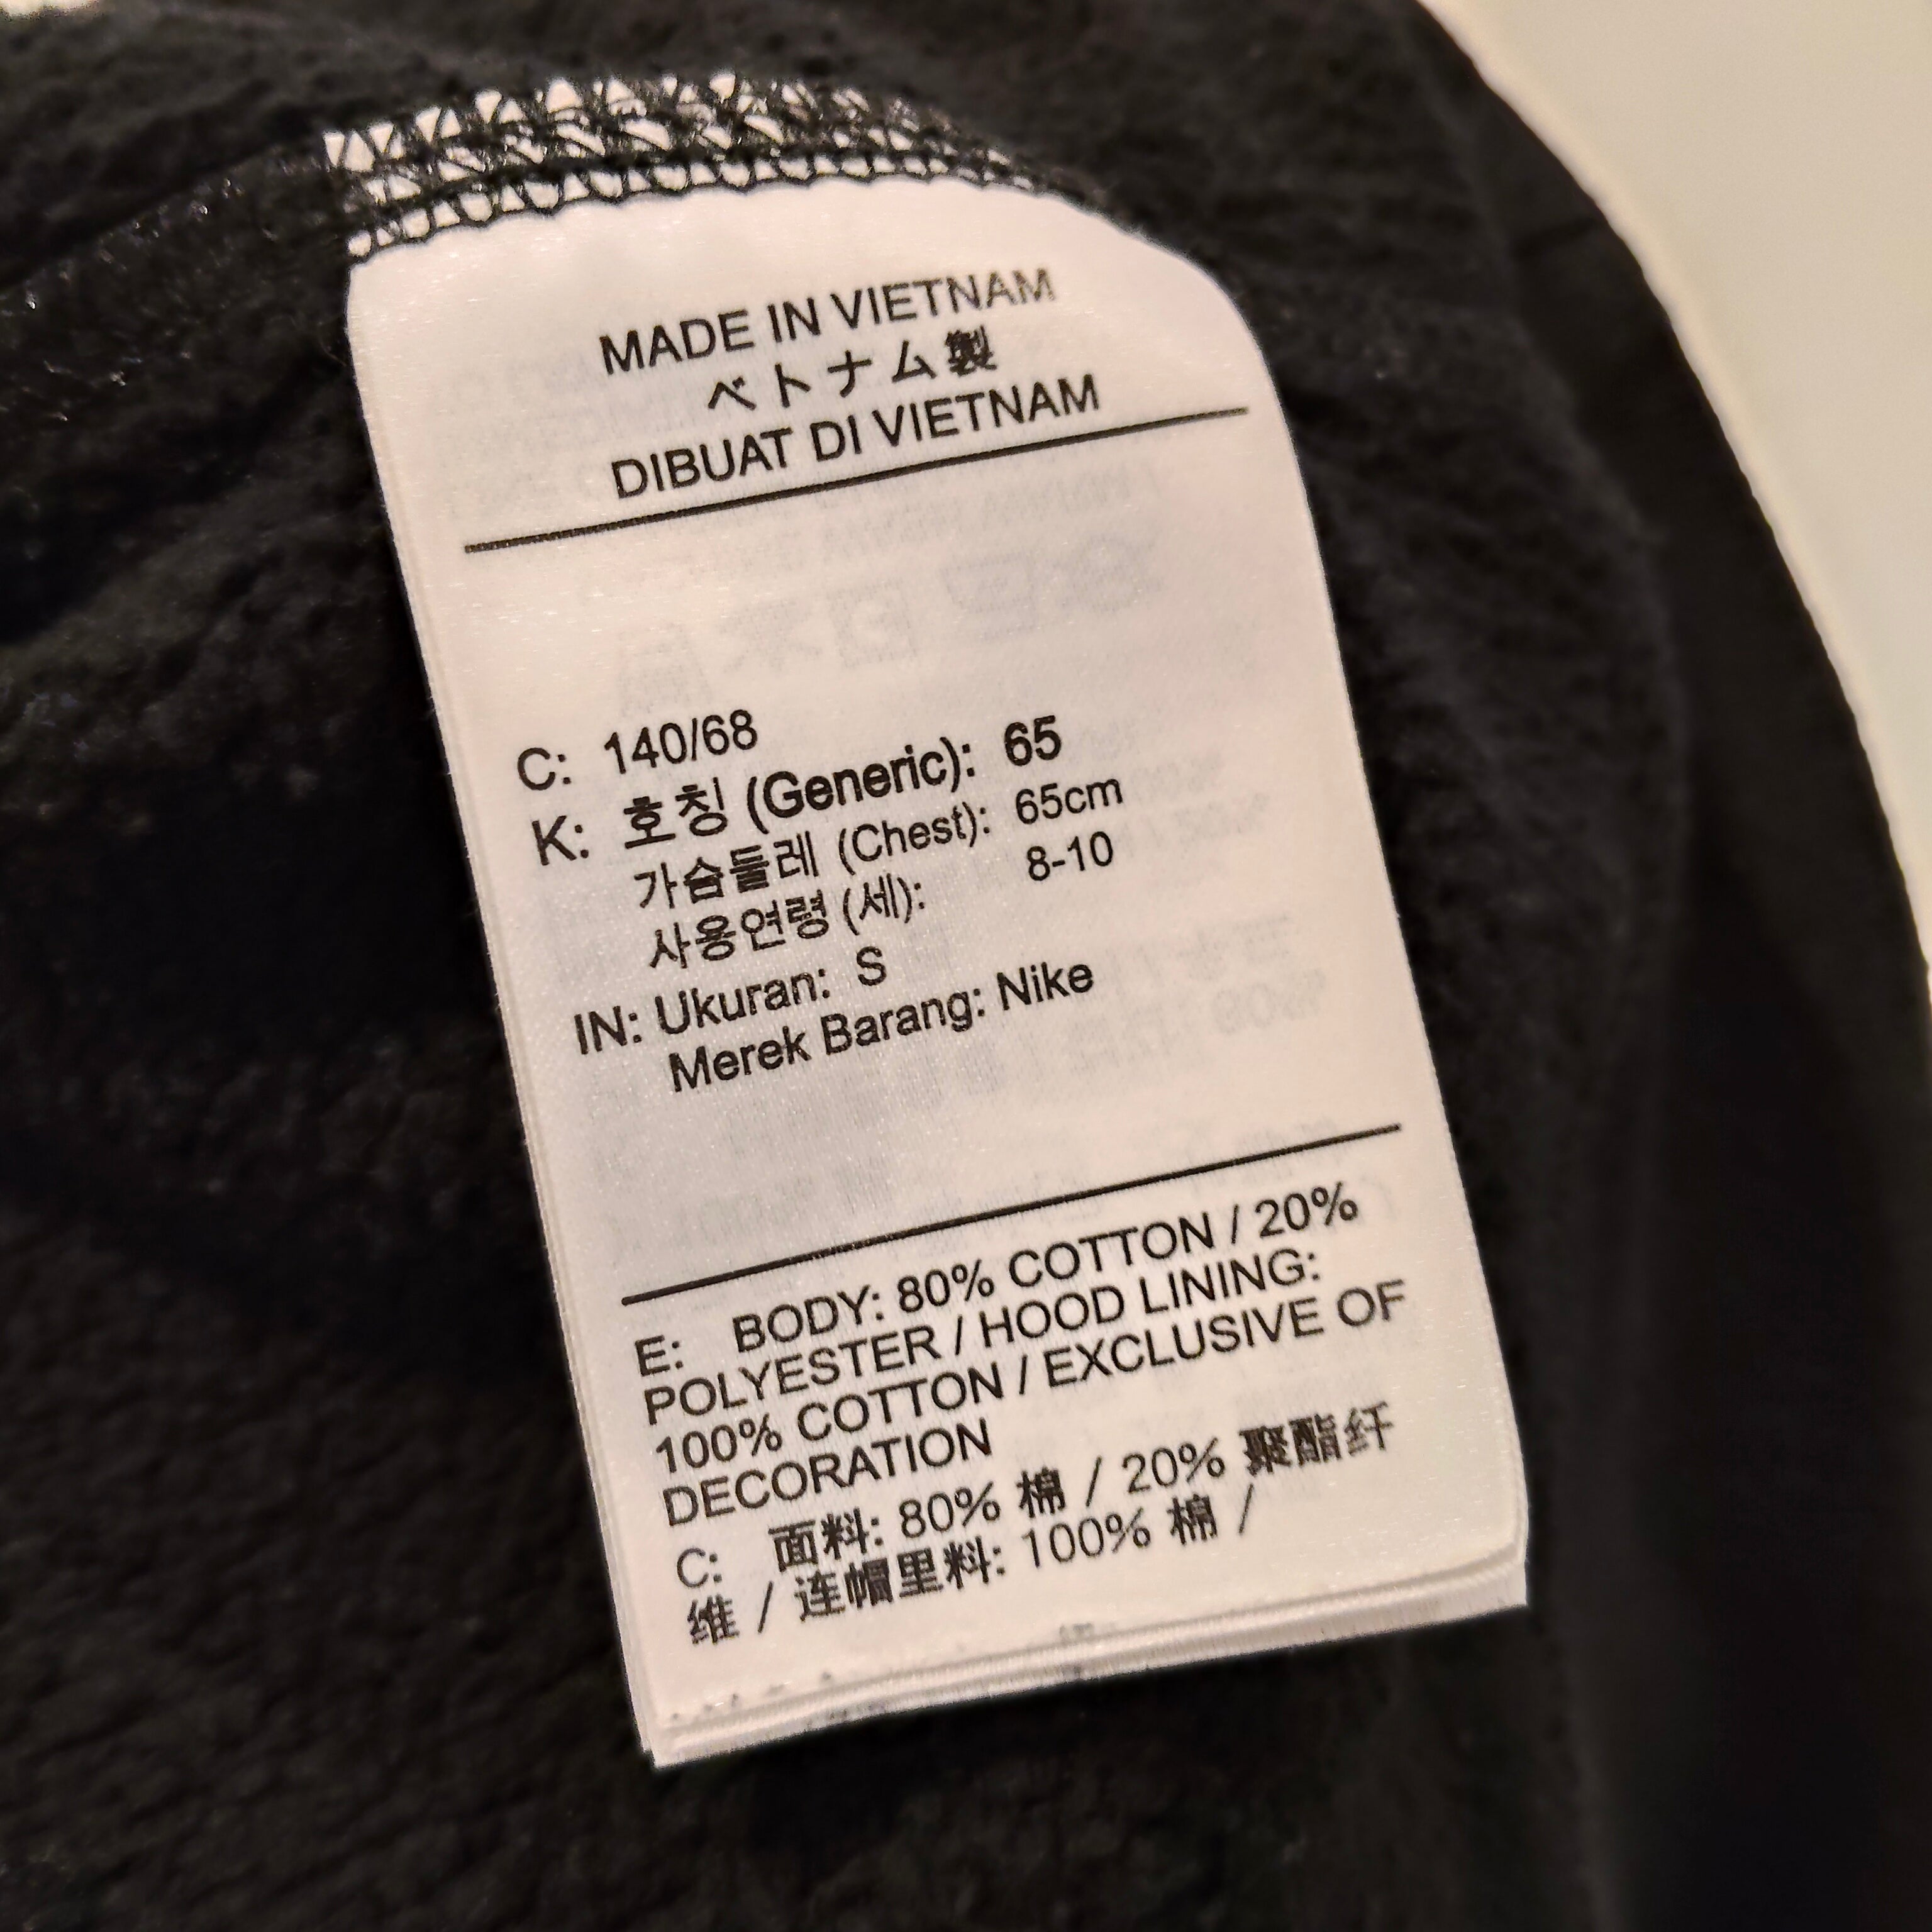 MADE IN VIETNAM
ベトナム製
DIBUAT DI VIETNAM
C: 140/68
K: 호칭 (Generic): 65
가슴둘레 (Chest): 65cm
사용연령 (세): 8-10
IN: Ukuran: S
Merek Barang: Nike
E: BODY: 80% COTTON / 20%
POLYESTER / HOOD LINING:
100% COTTON / EXCLUSIVE OF
DECORATION
C: 面料: 80% 棉 / 20% 聚酯纤
维 / 连帽里料: 100% 棉 /